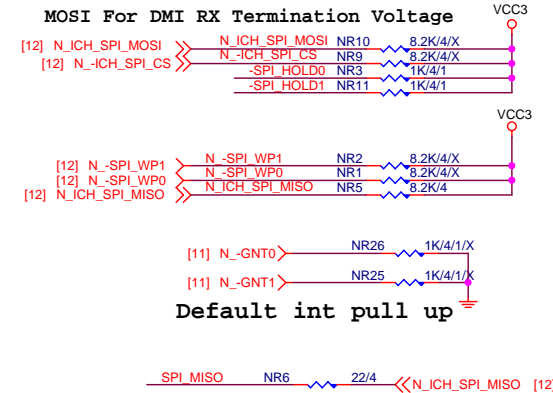 MOSI For DMI RX Termination Voltage
VCC3
[12] N_ICH_SPI_MOSI N_ICH_SPI_MOSI NR10 8.2K/4/X
[12] N_-ICH_SPI_CS N_-ICH_SPI_CS NR9 8.2K/4/X
-SPI_HOLD0 NR3 1K/4/1
-SPI_HOLD1 NR11 1K/4/1
VCC3
[12] N_-SPI_WP1 N_-SPI_WP1 NR2 8.2K/4/X
[12] N_-SPI_WP0 N_-SPI_WP0 NR1 8.2K/4/X
[12] N_ICH_SPI_MISO N_ICH_SPI_MISO NR5 8.2K/4
[11] N_-GNT0 NR26 1K/4/1/X
[11] N_-GNT1 NR25 1K/4/1/X
Default int pull up
SPI_MISO NR6 22/4 N_ICH_SPI_MISO [12]